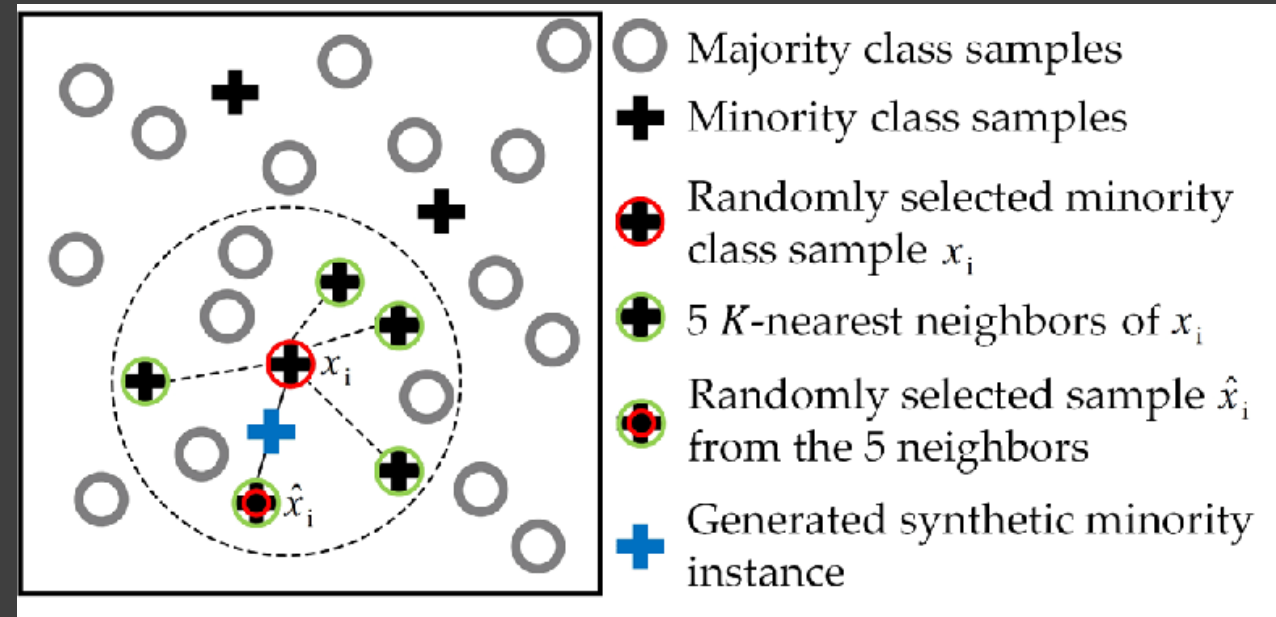 Majority class samples
Minority class samples
Randomly selected minority
class sample xᵢ
5 K-nearest neighbors of xᵢ
Randomly selected sample x̂ᵢ
from the 5 neighbors
Generated synthetic minority
instance
xᵢ
x̂ᵢ